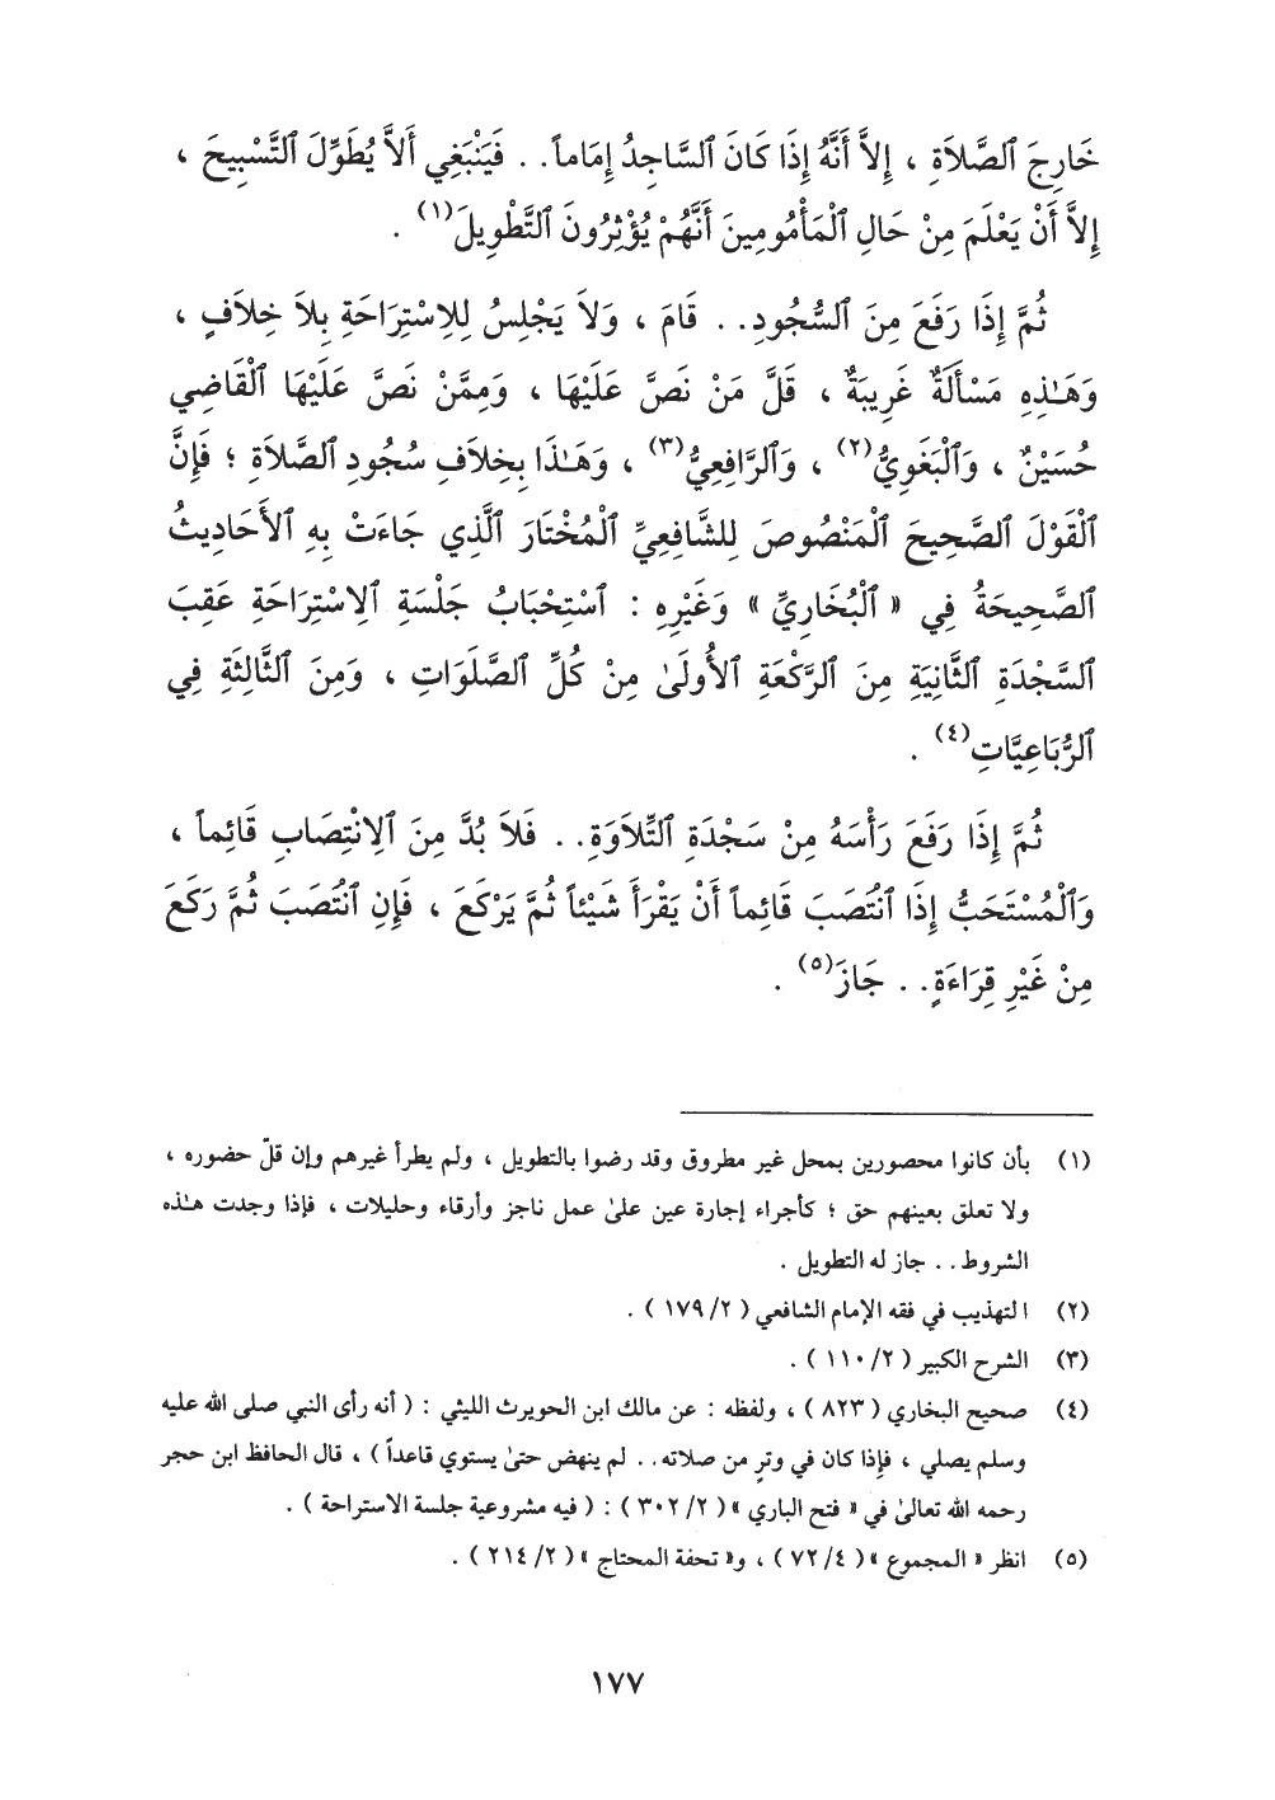 خَارِجَ ٱلصَّلاَةِ ، إِلاَّ أَنَّهُ إِذَا كَانَ ٱلسَّاجِدُ إِمَاماً. . فَيَنْبَغِي أَلاَّ يُطَوِّلَ ٱلتَّسْبِيحَ ،
إِلاَّ أَنْ يَعْلَمَ مِنْ حَالِ ٱلْمَأْمُومِينَ أَنَّهُمْ يُؤْثِرُونَ ٱلتَّطْوِيلَ(١) .
ثُمَّ إِذَا رَفَعَ مِنَ ٱلسُّجُودِ. . قَامَ ، وَلاَ يَجْلِسُ لِلِاسْتِرَاحَةِ بِلاَ خِلاَفٍ ،
وَهَـٰذِهِ مَسْأَلَةٌ غَرِيبَةٌ ، قَلَّ مَنْ نَصَّ عَلَيْهَا ، وَمِمَّنْ نَصَّ عَلَيْهَا ٱلْقَاضِي
حُسَيْنٌ ، وَٱلْبَغَوِيُّ(٢) ، وَٱلرَّافِعِيُّ(٣) ، وَهَـٰذَا بِخِلاَفِ سُجُودِ ٱلصَّلاَةِ ؛ فَإِنَّ
ٱلْقَوْلَ ٱلصَّحِيحَ ٱلْمَنْصُوصَ لِلشَّافِعِيِّ ٱلْمُخْتَارَ ٱلَّذِي جَاءَتْ بِهِ ٱلأَحَادِيثُ
ٱلصَّحِيحَةُ فِي « ٱلْبُخَارِيِّ » وَغَيْرِهِ : ٱسْتِحْبَابُ جَلْسَةِ ٱلِاسْتِرَاحَةِ عَقِبَ
ٱلسَّجْدَةِ ٱلثَّانِيَةِ مِنَ ٱلرَّكْعَةِ ٱلأُولَىٰ مِنْ كُلِّ ٱلصَّلَوَاتِ ، وَمِنَ ٱلثَّالِثَةِ فِي
ٱلرُّبَاعِيَّاتِ(٤) .
ثُمَّ إِذَا رَفَعَ رَأْسَهُ مِنْ سَجْدَةِ ٱلتِّلاَوَةِ. . فَلاَ بُدَّ مِنَ ٱلِانْتِصَابِ قَائِماً ،
وَٱلْمُسْتَحَبُّ إِذَا ٱنْتَصَبَ قَائِماً أَنْ يَقْرَأَ شَيْئاً ثُمَّ يَرْكَعَ ، فَإِنِ ٱنْتَصَبَ ثُمَّ رَكَعَ
مِنْ غَيْرِ قِرَاءَةٍ. . جَازَ(٥) .
(١) بأن كانوا محصورين بمحل غير مطروق وقد رضوا بالتطويل ، ولم يطرأ غيرهم وإن قلّ حضوره ،
ولا تعلق بعينهم حق ؛ كأجراء إجارة عين علىٰ عمل ناجز وأرقاء وحليلات ، فإذا وجدت هـٰذه
الشروط. . جاز له التطويل .
(٢) التهذيب في فقه الإمام الشافعي ( ٢/ ١٧٩ ) .
(٣) الشرح الكبير ( ٢/ ١١٠ ) .
(٤) صحيح البخاري ( ٨٢٣ ) ، ولفظه : عن مالك ابن الحويرث الليثي : ( أنه رأى النبي صلى الله عليه
وسلم يصلي ، فإذا كان في وترٍ من صلاته. . لم ينهض حتىٰ يستوي قاعداً ) ، قال الحافظ ابن حجر
رحمه الله تعالىٰ في « فتح الباري » ( ٢/ ٣٠٢ ) : ( فيه مشروعية جلسة الاستراحة ) .
(٥) انظر « المجموع » ( ٤/ ٧٢ ) ، و« تحفة المحتاج » ( ٢/ ٢١٤ ) .
١٧٧